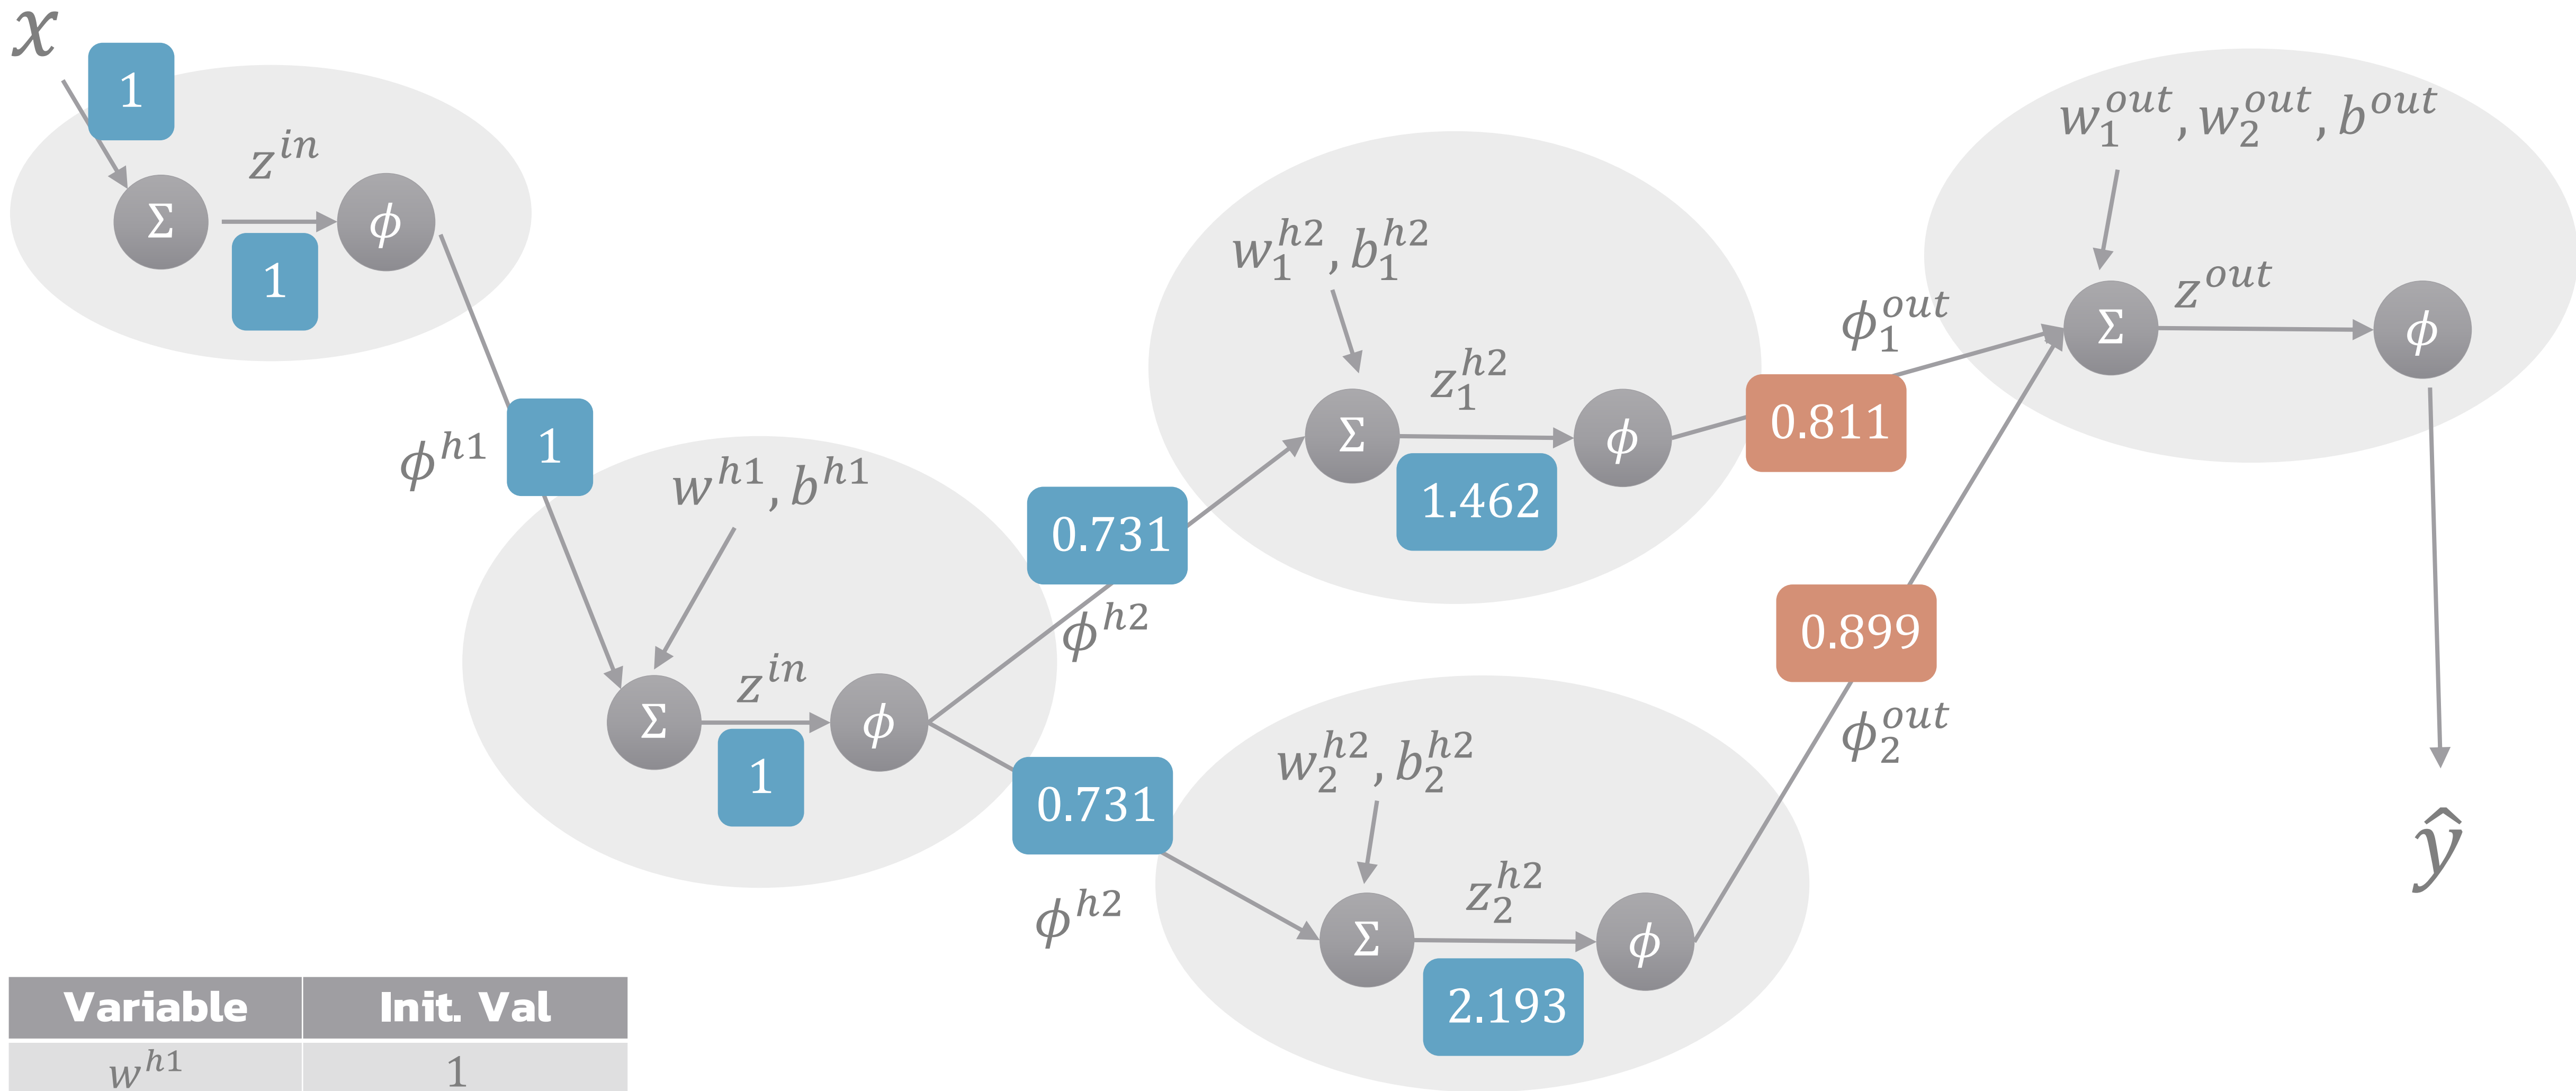 x
1
Σ
z^{in}
1
ϕ
ϕ^{h1}
1
w^{h1}, b^{h1}
Σ
z^{in}
1
ϕ
0.731
ϕ^{h2}
0.731
ϕ^{h2}
w_1^{h2}, b_1^{h2}
Σ
z_1^{h2}
1.462
ϕ
w_2^{h2}, b_2^{h2}
Σ
z_2^{h2}
2.193
ϕ
ϕ_1^{out}
0.811
0.899
ϕ_2^{out}
w_1^{out}, w_2^{out}, b^{out}
Σ
z^{out}
ϕ
ŷ
Variable Init. Val
w^{h1} 1